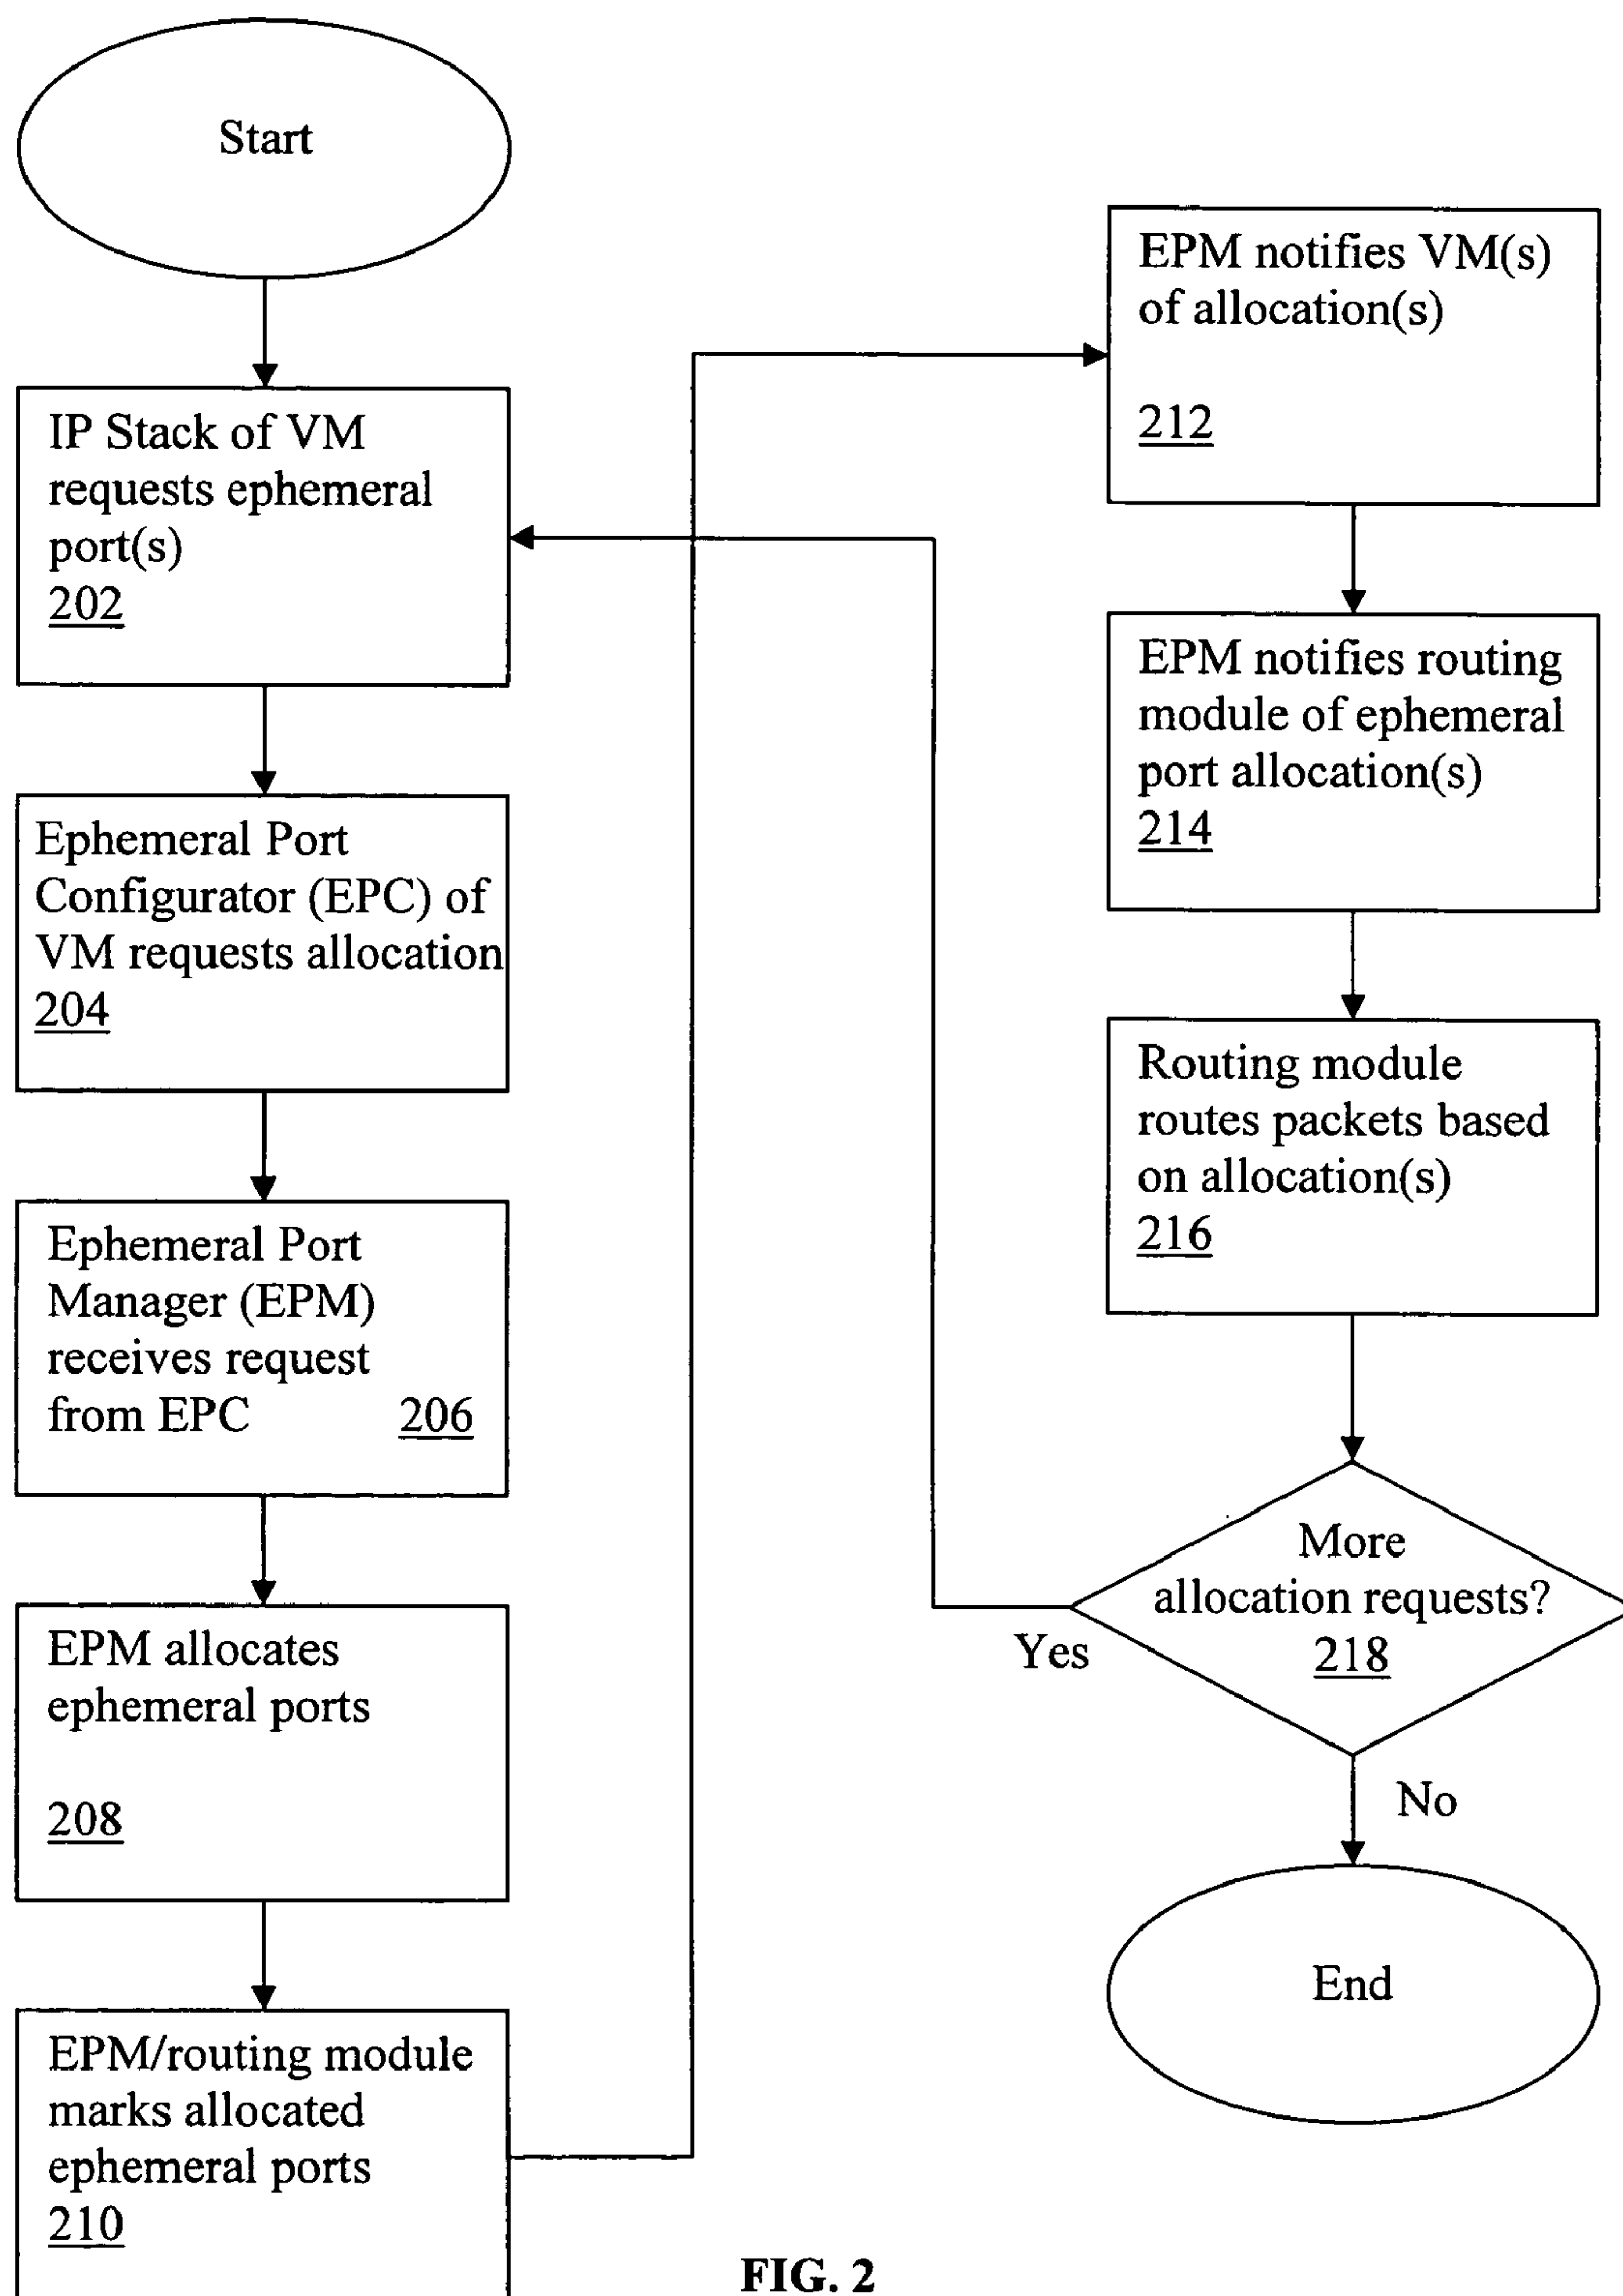 Start
IP Stack of VM
requests ephemeral
port(s)
202
Ephemeral Port
Configurator (EPC) of
VM requests allocation
204
Ephemeral Port
Manager (EPM)
receives request
from EPC 206
EPM allocates
ephemeral ports
208
EPM/routing module
marks allocated
ephemeral ports
210
EPM notifies VM(s)
of allocation(s)
212
EPM notifies routing
module of ephemeral
port allocation(s)
214
Routing module
routes packets based
on allocation(s)
216
More
allocation requests?
218
Yes
No
End
FIG. 2